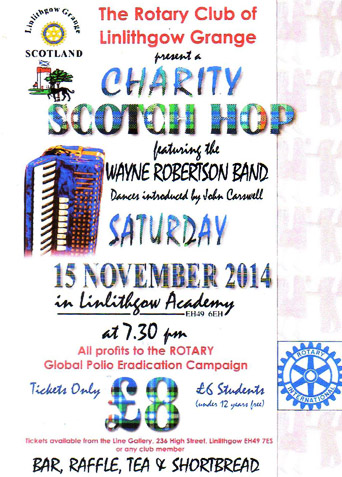 Linlithgow Grange
SCOTLAND
The Rotary Club of
Linlithgow Grange
present a
CHARITY
SCOTCH HOP
featuring the
WAYNE ROBERTSON BAND
Dances introduced by John Carswell
SATURDAY
15 NOVEMBER 2014
in Linlithgow Academy
EH49 6EH
at 7.30 pm
All profits to the ROTARY
Global Polio Eradication Campaign
Tickets Only £8 £6 Students
(under 12 years free)
ROTARY
INTERNATIONAL
Tickets available from the Line Gallery, 236 High Street, Linlithgow EH49 7ES
or any club member
BAR, RAFFLE, TEA & SHORTBREAD